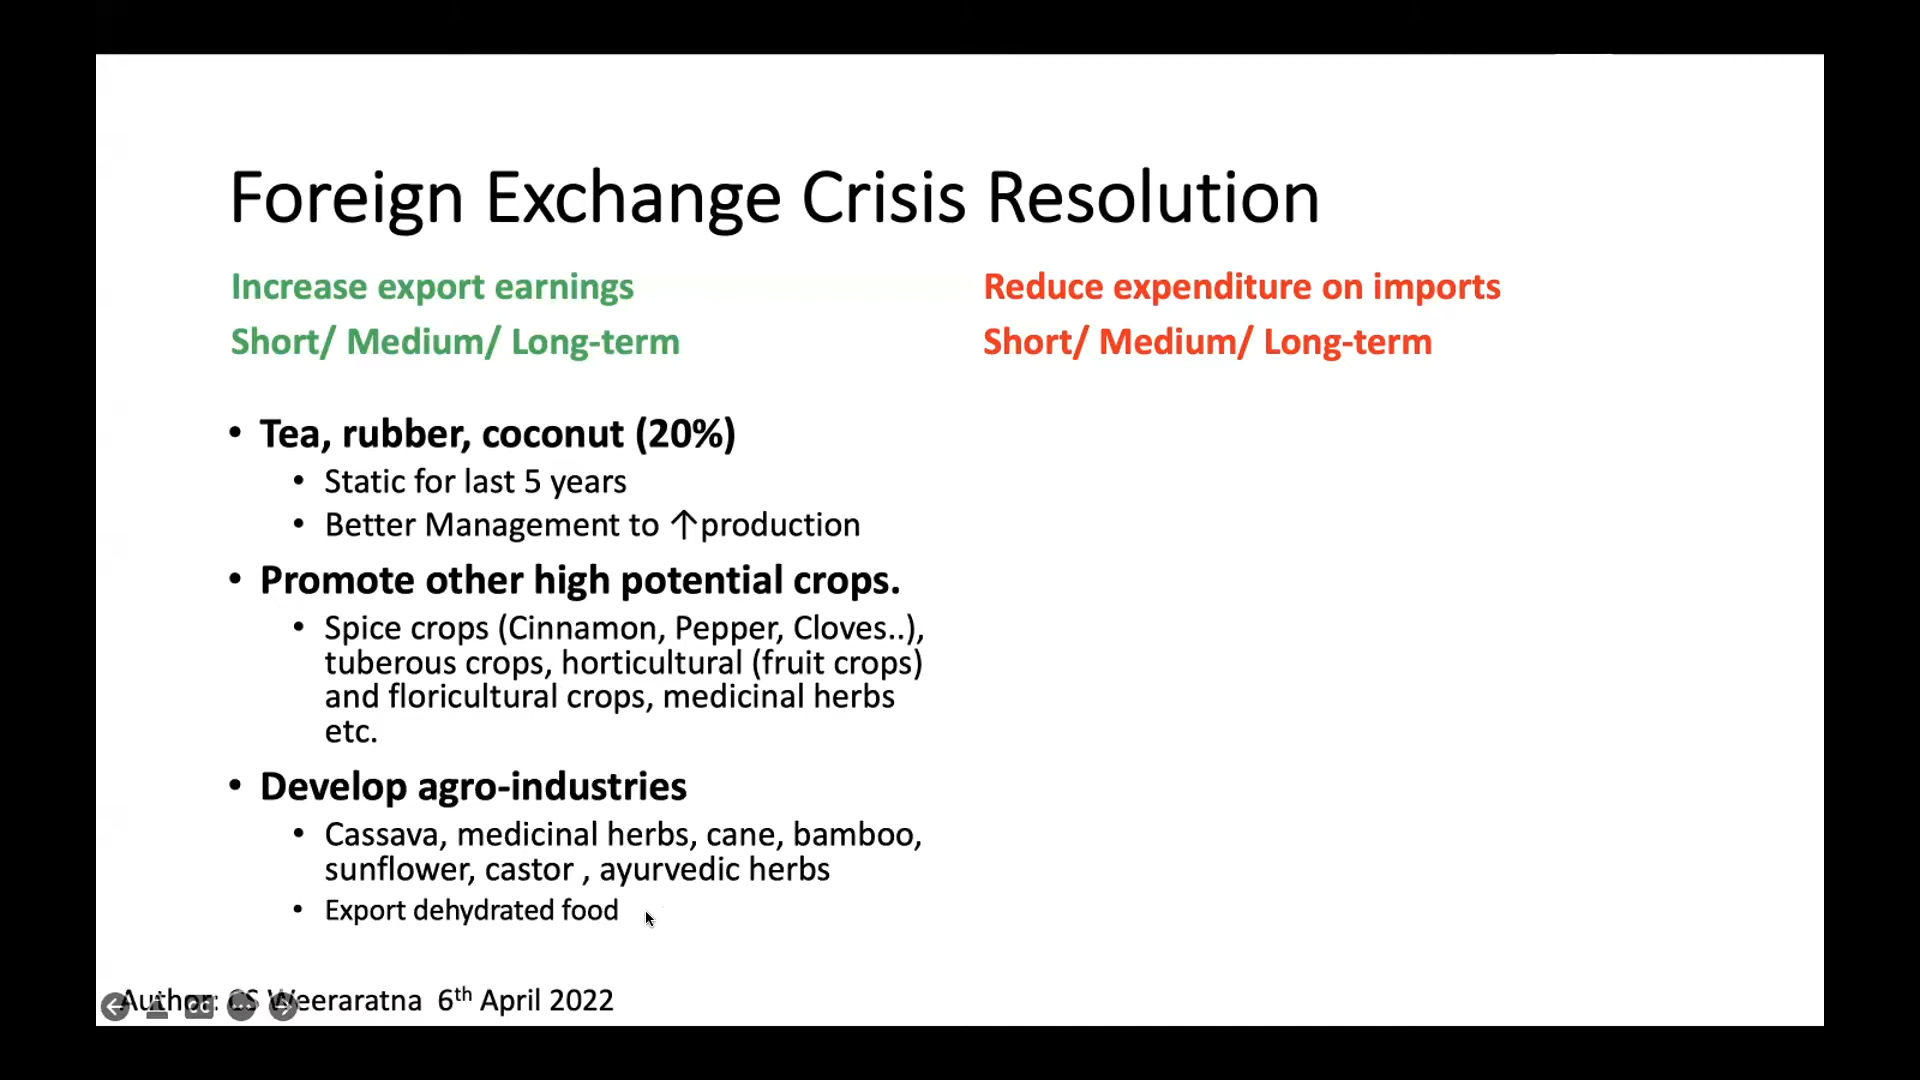 Foreign Exchange Crisis Resolution
Increase export earnings
Short/ Medium/ Long-term
Reduce expenditure on imports
Short/ Medium/ Long-term
• Tea, rubber, coconut (20%)
• Static for last 5 years
• Better Management to ↑production
• Promote other high potential crops.
• Spice crops (Cinnamon, Pepper, Cloves..),
tuberous crops, horticultural (fruit crops)
and floricultural crops, medicinal herbs
etc.
• Develop agro-industries
• Cassava, medicinal herbs, cane, bamboo,
sunflower, castor , ayurvedic herbs
• Export dehydrated food
Author: CS Weeraratna 6th April 2022